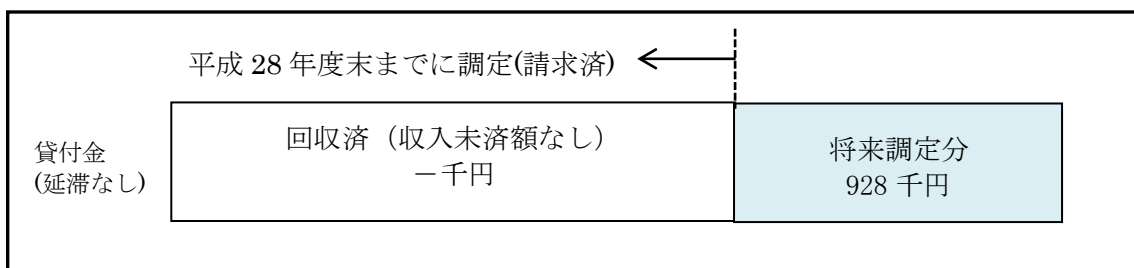 平成 28 年度末までに調定(請求済)
貸付金
(延滞なし)
回収済（収入未済額なし）
－千円
将来調定分
928 千円